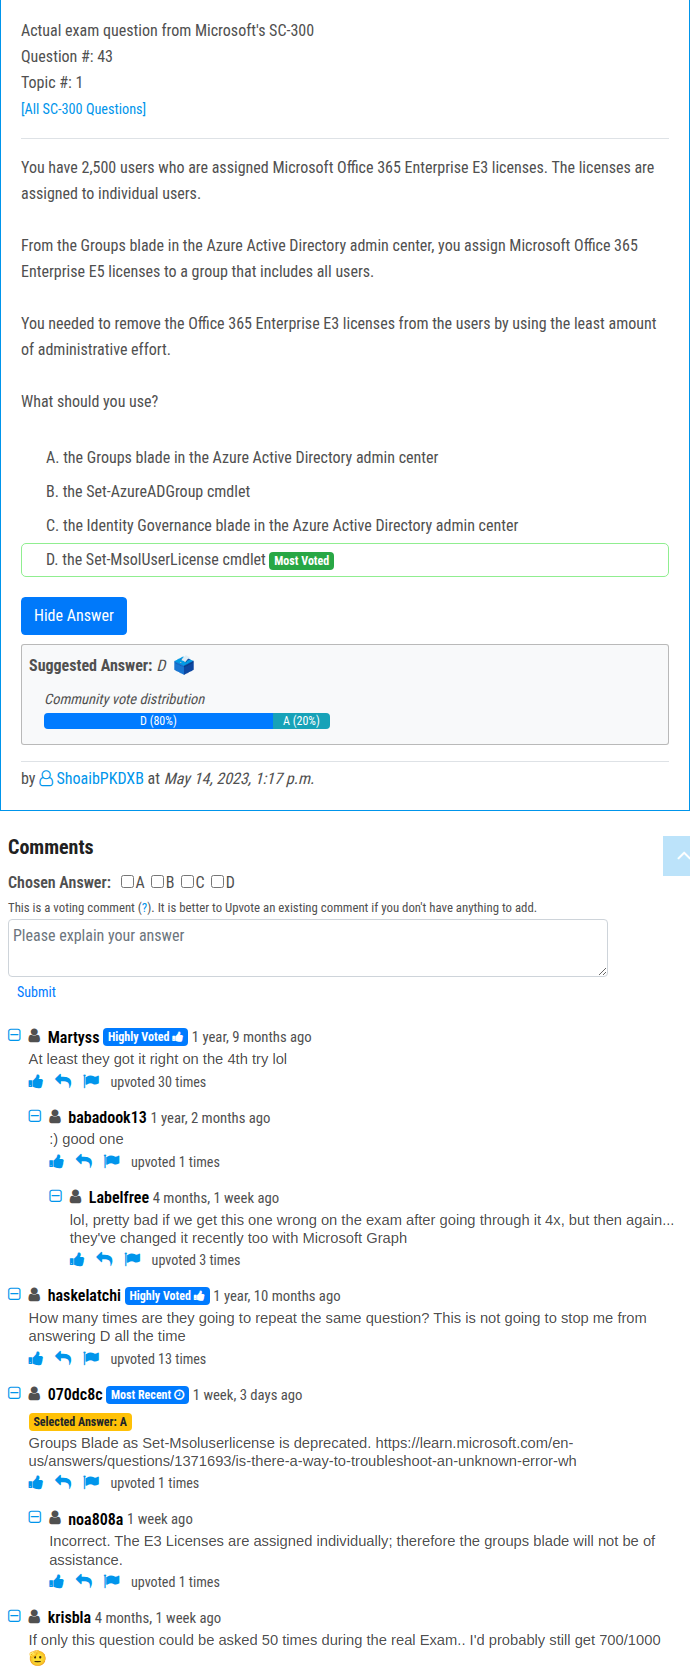 Actual exam question from Microsoft's SC-300
Question #: 43
Topic #: 1
[All SC-300 Questions]
You have 2,500 users who are assigned Microsoft Office 365 Enterprise E3 licenses. The licenses are
assigned to individual users.
From the Groups blade in the Azure Active Directory admin center, you assign Microsoft Office 365
Enterprise E5 licenses to a group that includes all users.
You needed to remove the Office 365 Enterprise E3 licenses from the users by using the least amount
of administrative effort.
What should you use?
A. the Groups blade in the Azure Active Directory admin center
B. the Set-AzureADGroup cmdlet
C. the Identity Governance blade in the Azure Active Directory admin center
D. the Set-MsolUserLicense cmdlet Most Voted
Hide Answer
Suggested Answer: D
Community vote distribution
D (80%) A (20%)
by ShoaibPKDXB at May 14, 2023, 1:17 p.m.
Comments
Chosen Answer: A B C D
This is a voting comment (?). It is better to Upvote an existing comment if you don't have anything to add.
Please explain your answer
Submit
Martyss Highly Voted 1 year, 9 months ago
At least they got it right on the 4th try lol
upvoted 30 times
babadook13 1 year, 2 months ago
:) good one
upvoted 1 times
Labelfree 4 months, 1 week ago
lol, pretty bad if we get this one wrong on the exam after going through it 4x, but then again...
they've changed it recently too with Microsoft Graph
upvoted 3 times
haskelatchi Highly Voted 1 year, 10 months ago
How many times are they going to repeat the same question? This is not going to stop me from
answering D all the time
upvoted 13 times
070dc8c Most Recent 1 week, 3 days ago
Selected Answer: A
Groups Blade as Set-Msoluserlicense is deprecated. https://learn.microsoft.com/en-
us/answers/questions/1371693/is-there-a-way-to-troubleshoot-an-unknown-error-wh
upvoted 1 times
noa808a 1 week ago
Incorrect. The E3 Licenses are assigned individually; therefore the groups blade will not be of
assistance.
upvoted 1 times
krisbla 4 months, 1 week ago
If only this question could be asked 50 times during the real Exam.. I'd probably still get 700/1000
🫡